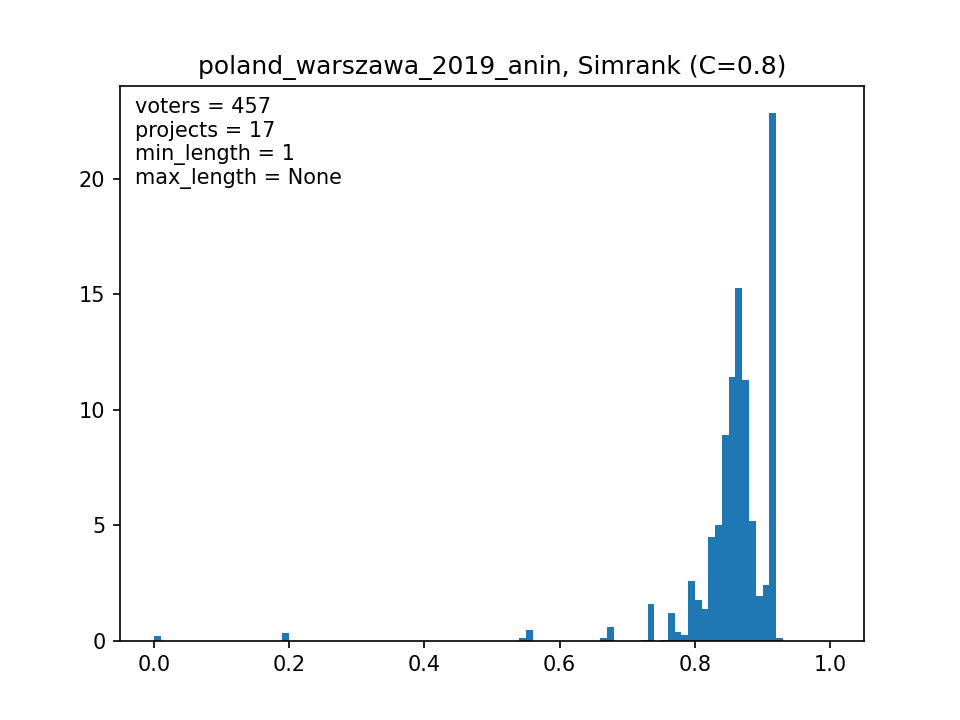 poland_warszawa_2019_anin, Simrank (C=0.8)
voters = 457
projects = 17
min_length = 1
max_length = None
20
15
10
5
0
0.0 0.2 0.4 0.6 0.8 1.0